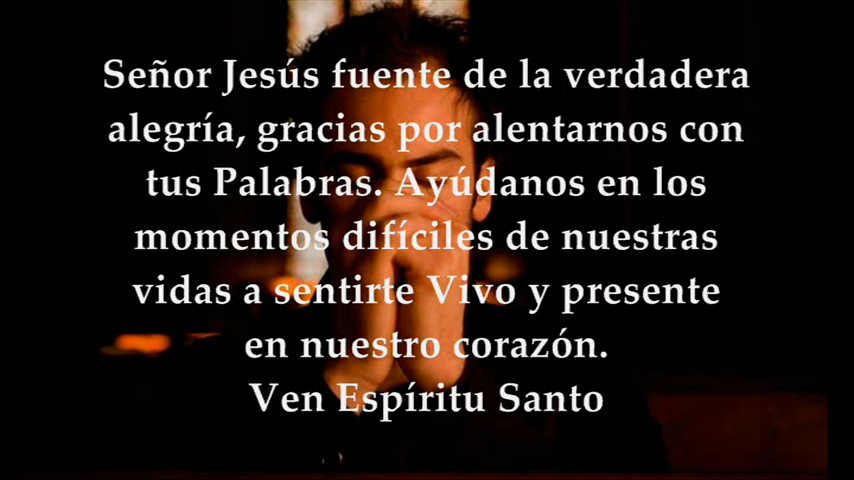 Señor Jesús fuente de la verdadera
alegría, gracias por alentarnos con
tus Palabras. Ayúdanos en los
momentos difíciles de nuestras
vidas a sentirte Vivo y presente
en nuestro corazón.
Ven Espíritu Santo